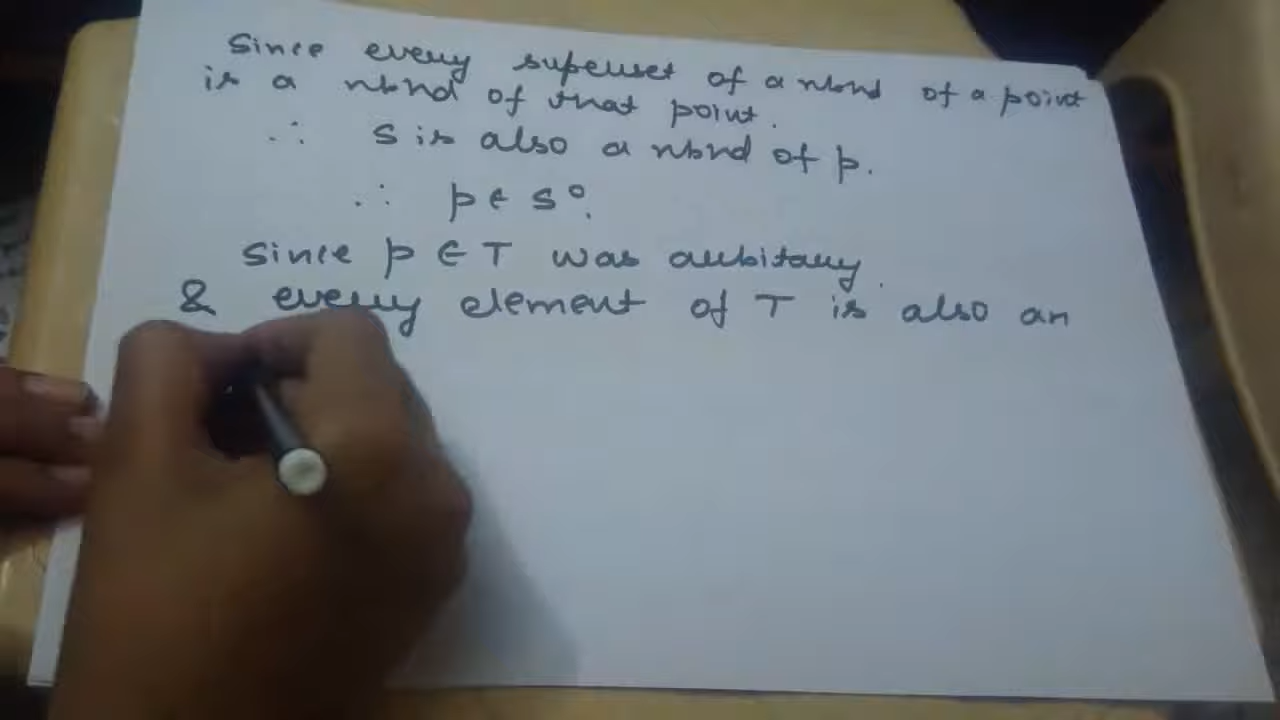 Since every superset of a nbhd of a point
is a nbhd of that point.
∴ S is also a nbhd of p.
∴ p ∈ S°.
Since p ∈ T was arbitary.
& every element of T is also an